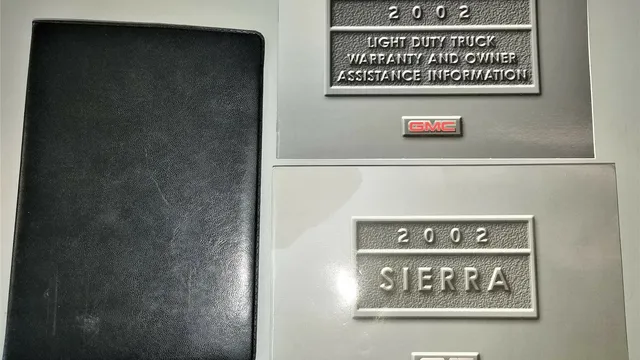 2002
LIGHT DUTY TRUCK
WARRANTY AND OWNER
ASSISTANCE INFORMATION
GMC
2002
SIERRA